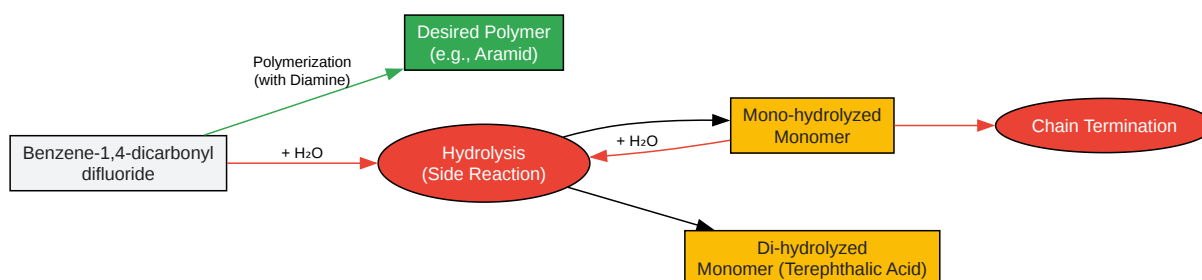 Desired Polymer
(e.g., Aramid)
Polymerization
(with Diamine)
Benzene-1,4-dicarbonyl
difluoride
+ H₂O
Hydrolysis
(Side Reaction)
+ H₂O
Mono-hydrolyzed
Monomer
Chain Termination
Di-hydrolyzed
Monomer (Terephthalic Acid)